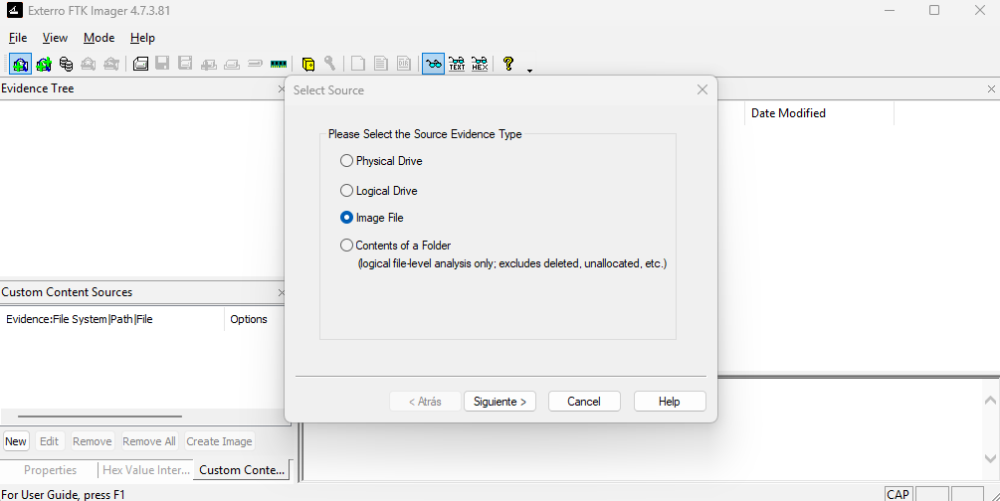 Exterro FTK Imager 4.7.3.81
File View Mode Help
TEXT HEX
Evidence Tree
Date Modified
Select Source
Please Select the Source Evidence Type
Physical Drive
Logical Drive
Image File
Contents of a Folder
(logical file-level analysis only; excludes deleted, unallocated, etc.)
< Atrás Siguiente > Cancel Help
Custom Content Sources
Evidence:File System|Path|File Options
New Edit Remove Remove All Create Image
Properties Hex Value Inter... Custom Conte...
For User Guide, press F1 CAP